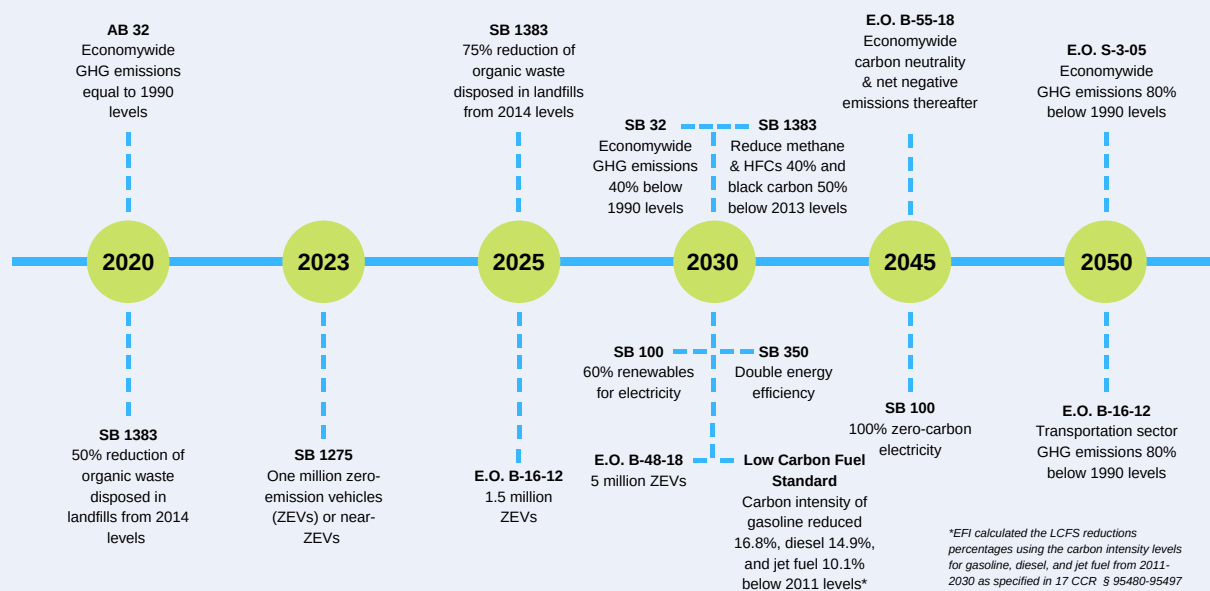 AB 32
Economywide
GHG emissions
equal to 1990
levels
SB 1383
75% reduction of
organic waste
disposed in landfills
from 2014 levels
SB 32
Economywide
GHG emissions
40% below
1990 levels
SB 1383
Reduce methane
& HFCs 40% and
black carbon 50%
below 2013 levels
E.O. B-55-18
Economywide
carbon neutrality
& net negative
emissions thereafter
E.O. S-3-05
Economywide
GHG emissions 80%
below 1990 levels
2020
2023
2025
2030
2045
2050
SB 1383
50% reduction of
organic waste
disposed in
landfills from 2014
levels
SB 1275
One million zero-
emission vehicles
(ZEVs) or near-
ZEVs
E.O. B-16-12
1.5 million
ZEVs
SB 100
60% renewables
for electricity
SB 350
Double energy
efficiency
E.O. B-48-18
5 million ZEVs
Low Carbon Fuel
Standard
Carbon intensity of
gasoline reduced
16.8%, diesel 14.9%,
and jet fuel 10.1%
below 2011 levels*
SB 100
100% zero-carbon
electricity
E.O. B-16-12
Transportation sector
GHG emissions 80%
below 1990 levels
*EFI calculated the LCFS reductions
percentages using the carbon intensity levels
for gasoline, diesel, and jet fuel from 2011-
2030 as specified in 17 CCR § 95480-95497